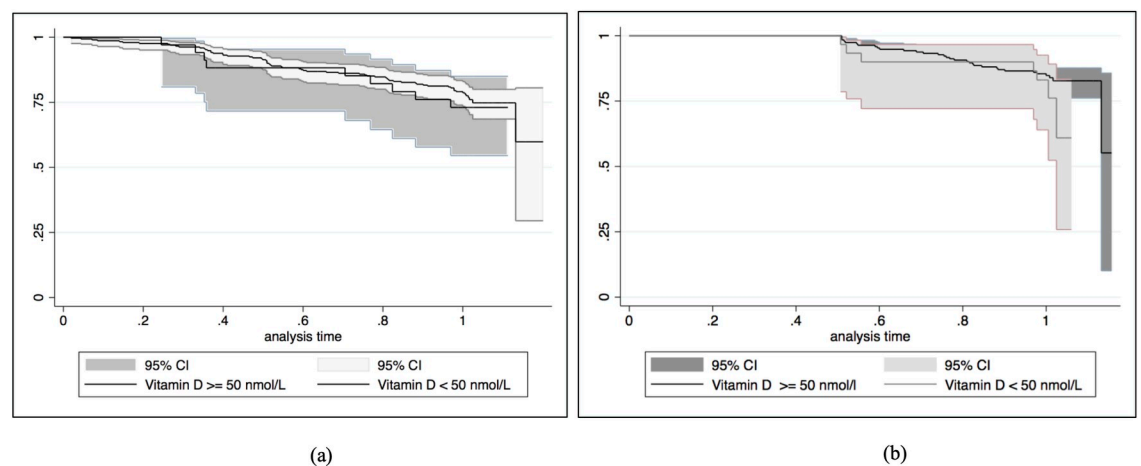 1
.75
.5
.25
0
0 .2 .4 .6 .8 1
analysis time
95% CI 95% CI
Vitamin D >= 50 nmol/L Vitamin D < 50 nmol/L
(a)
1
.75
.5
.25
0
0 .2 .4 .6 .8 1
analysis time
95% CI 95% CI
Vitamin D >= 50 nmol/l Vitamin D < 50 nmol/L
(b)